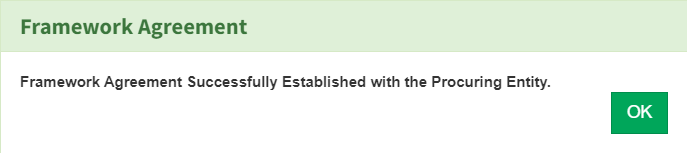 Framework Agreement
Framework Agreement Successfully Established with the Procuring Entity.
OK